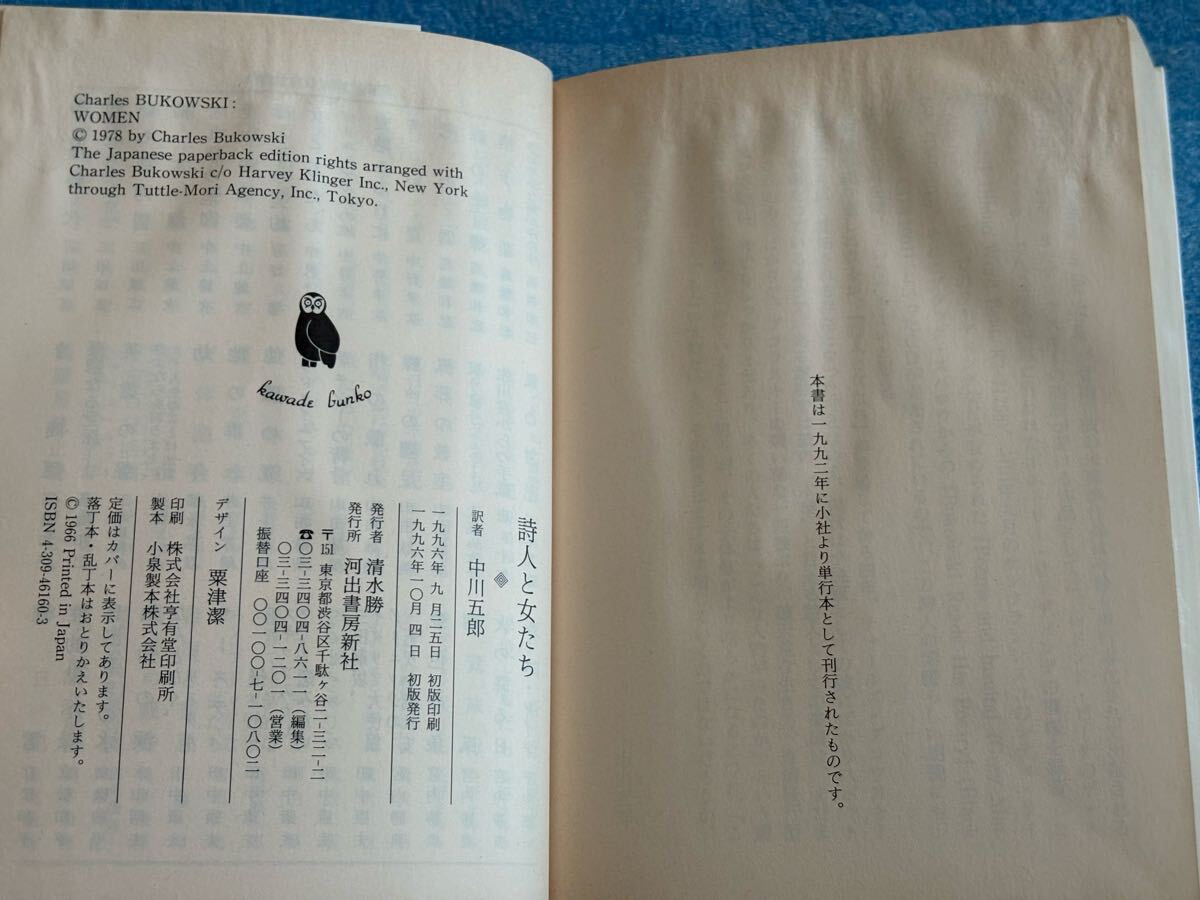 本書は一九九二年に小社より単行本として刊行されたものです。
Charles BUKOWSKI:
WOMEN
© 1978 by Charles Bukowski
The Japanese paperback edition rights arranged with
Charles Bukowski c/o Harvey Klinger Inc., New York
through Tuttle-Mori Agency, Inc., Tokyo.
kawade bunko
詩人と女たち
訳者 中川五郎
一九九六年 九 月二五日 初版印刷
一九九六年一〇月 四 日 初版発行
発行者 清水勝
発行所 河出書房新社
〒151 東京都渋谷区千駄ヶ谷二-三二-二
☎〇三-三四〇四-八六一一(編集)
〇三-三四〇四-一二〇一(営業)
振替口座 〇〇一〇〇-七-一〇八〇二
デザイン 粟津潔
印刷 株式会社亨有堂印刷所
製本 小泉製本株式会社
定価はカバーに表示してあります。
落丁本・乱丁本はおとりかえいたします。
© 1966 Printed in Japan
ISBN 4-309-46160-3